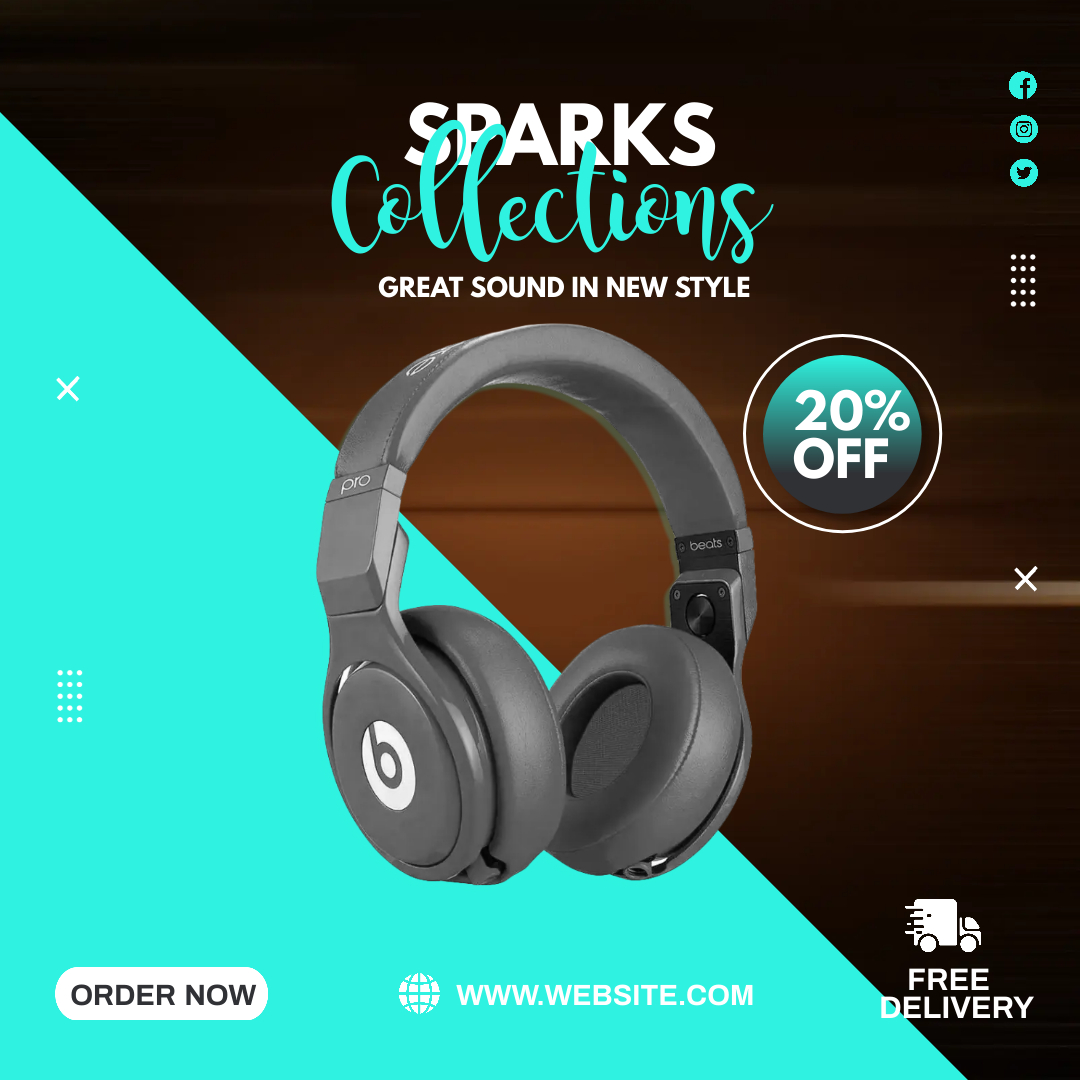 SPARKS
Collections
GREAT SOUND IN NEW STYLE
20%
OFF
pro
beats
b
ORDER NOW
WWW.WEBSITE.COM
FREE
DELIVERY